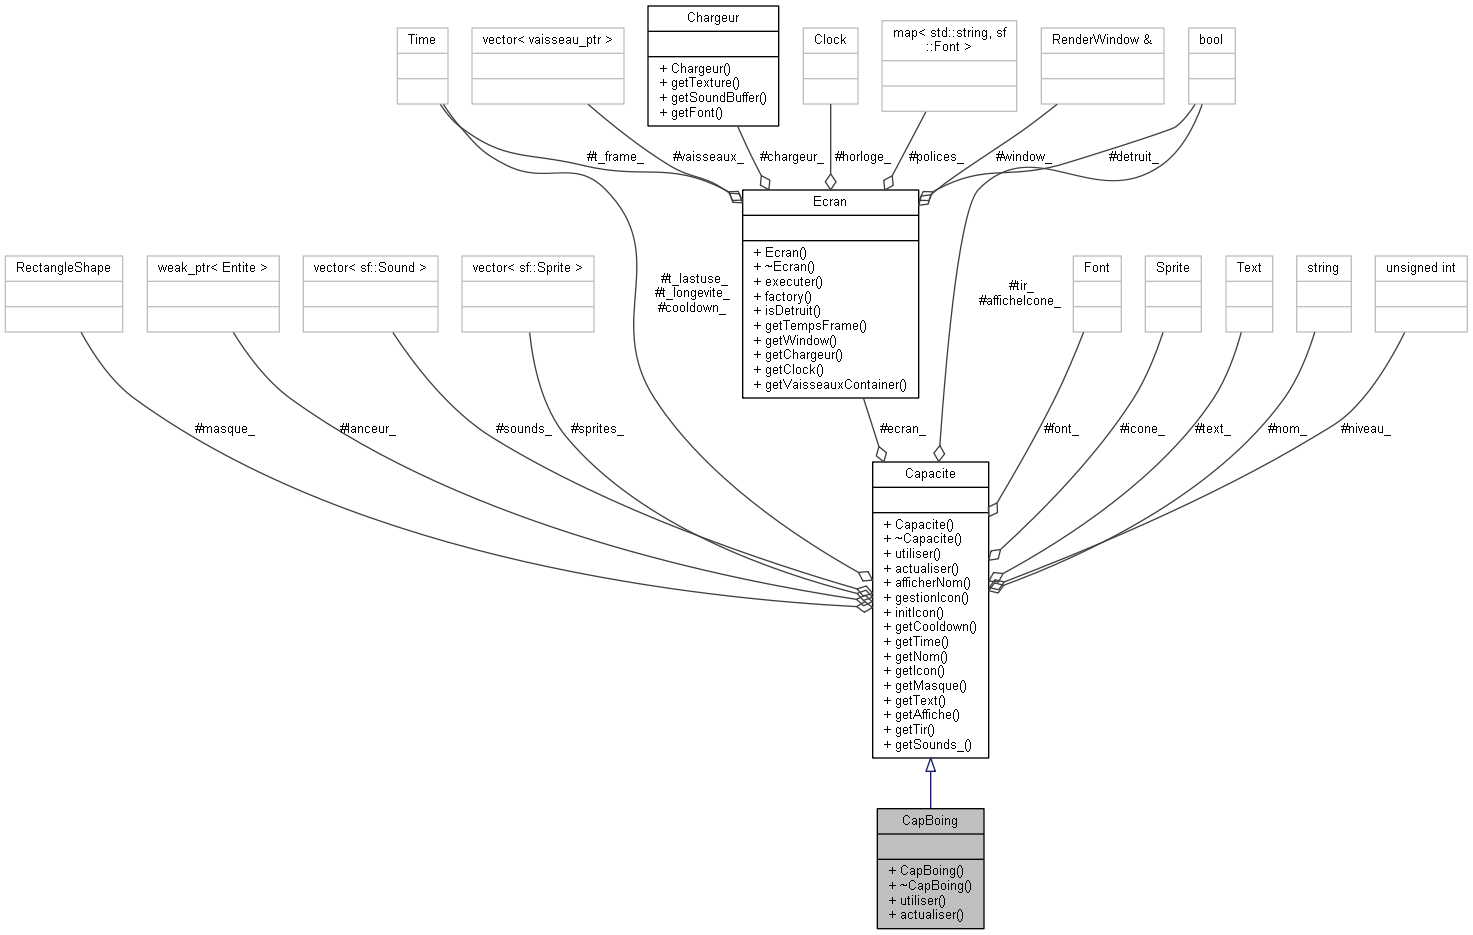 Chargeur
+ Chargeur()
+ getTexture()
+ getSoundBuffer()
+ getFont()
Time
vector< vaisseau_ptr >
Clock
map< std::string, sf
::Font >
RenderWindow &
bool
#t_frame_
#vaisseaux_
#chargeur_
#horloge_
#polices_
#window_
#detruit_
Ecran
+ Ecran()
+ ~Ecran()
+ executer()
+ factory()
+ isDetruit()
+ getTempsFrame()
+ getWindow()
+ getChargeur()
+ getClock()
+ getVaisseauxContainer()
RectangleShape
weak_ptr< Entite >
vector< sf::Sound >
vector< sf::Sprite >
#t_lastuse_
#t_longevite_
#cooldown_
#tir_
#afficheIcone_
Font
Sprite
Text
string
unsigned int
#masque_
#lanceur_
#sounds_
#sprites_
#ecran_
#font_
#icone_
#text_
#nom_
#niveau_
Capacite
+ Capacite()
+ ~Capacite()
+ utiliser()
+ actualiser()
+ afficherNom()
+ gestionIcon()
+ initIcon()
+ getCooldown()
+ getTime()
+ getNom()
+ getIcon()
+ getMasque()
+ getText()
+ getAffiche()
+ getTir()
+ getSounds_()
CapBoing
+ CapBoing()
+ ~CapBoing()
+ utiliser()
+ actualiser()